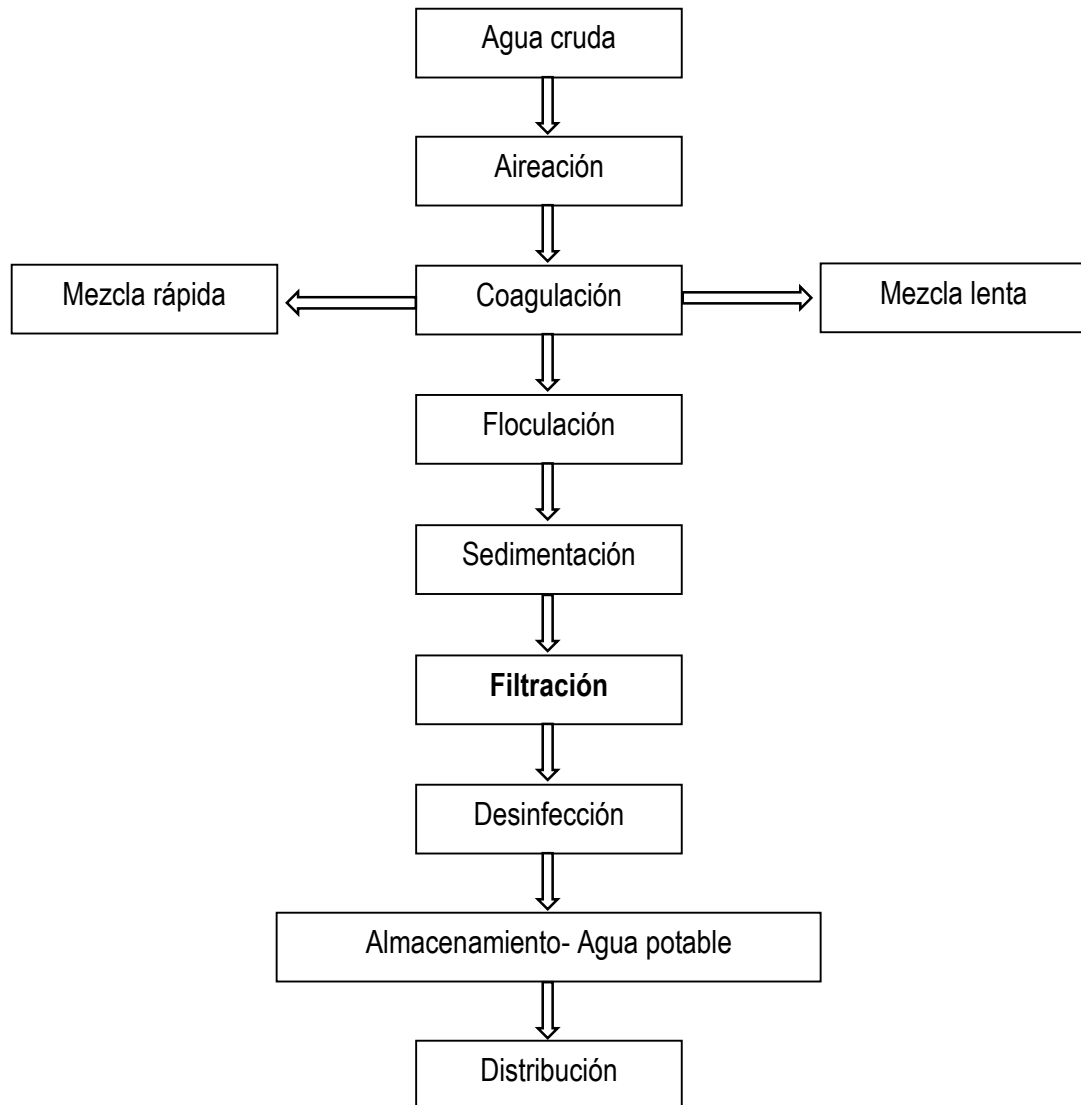 Agua cruda
Aireación
Mezcla rápida
Coagulación
Mezcla lenta
Floculación
Sedimentación
Filtración
Desinfección
Almacenamiento- Agua potable
Distribución